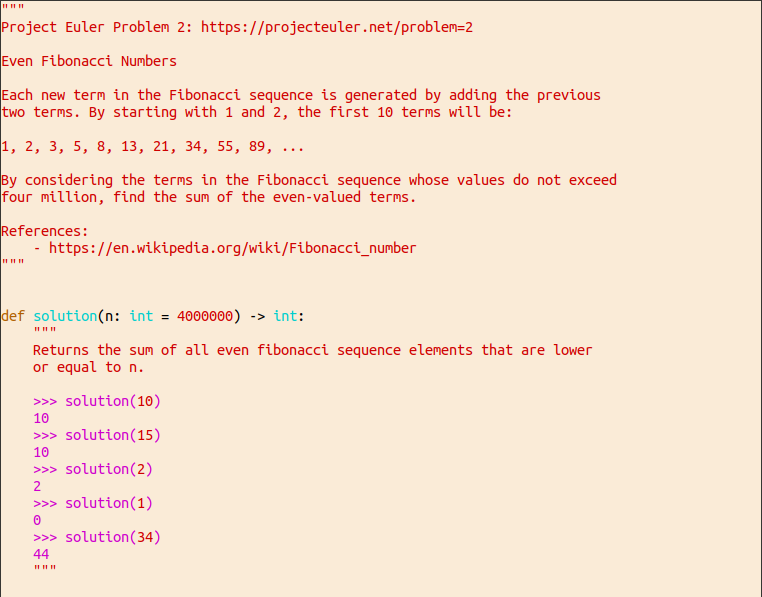 """
Project Euler Problem 2: https://projecteuler.net/problem=2
Even Fibonacci Numbers
Each new term in the Fibonacci sequence is generated by adding the previous
two terms. By starting with 1 and 2, the first 10 terms will be:
1, 2, 3, 5, 8, 13, 21, 34, 55, 89, ...
By considering the terms in the Fibonacci sequence whose values do not exceed
four million, find the sum of the even-valued terms.
References:
    - https://en.wikipedia.org/wiki/Fibonacci_number
"""
def solution(n: int = 4000000) -> int:
    """
    Returns the sum of all even fibonacci sequence elements that are lower
    or equal to n.
    >>> solution(10)
    10
    >>> solution(15)
    10
    >>> solution(2)
    2
    >>> solution(1)
    0
    >>> solution(34)
    44
    """